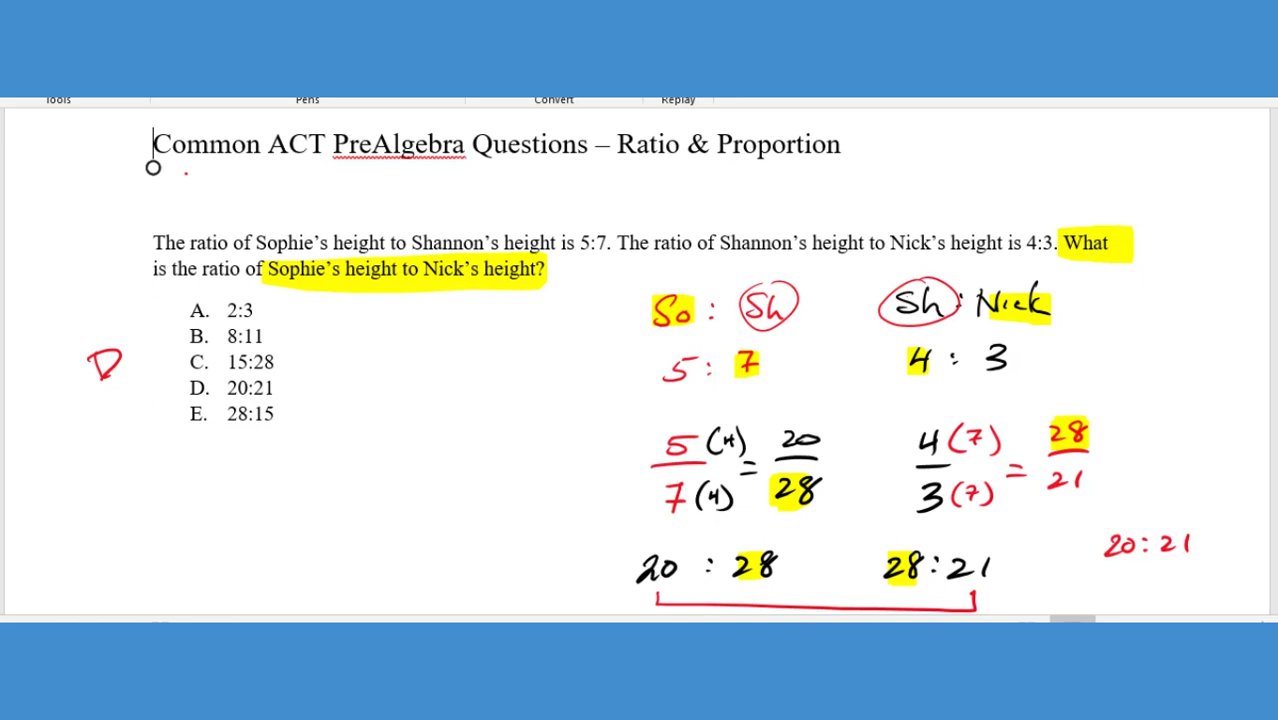 Tools Pens Convert Replay
Common ACT PreAlgebra Questions – Ratio & Proportion
The ratio of Sophie's height to Shannon's height is 5:7. The ratio of Shannon's height to Nick's height is 4:3. What
is the ratio of Sophie's height to Nick's height?
A. 2:3
B. 8:11
C. 15:28
D. 20:21
E. 28:15
D
So : Sh Sh : Nick
5 : 7 4 : 3
5 (4) / 7 (4) = 20 / 28 4 (7) / 3 (7) = 28 / 21
20 : 28 28 : 21
20 : 21